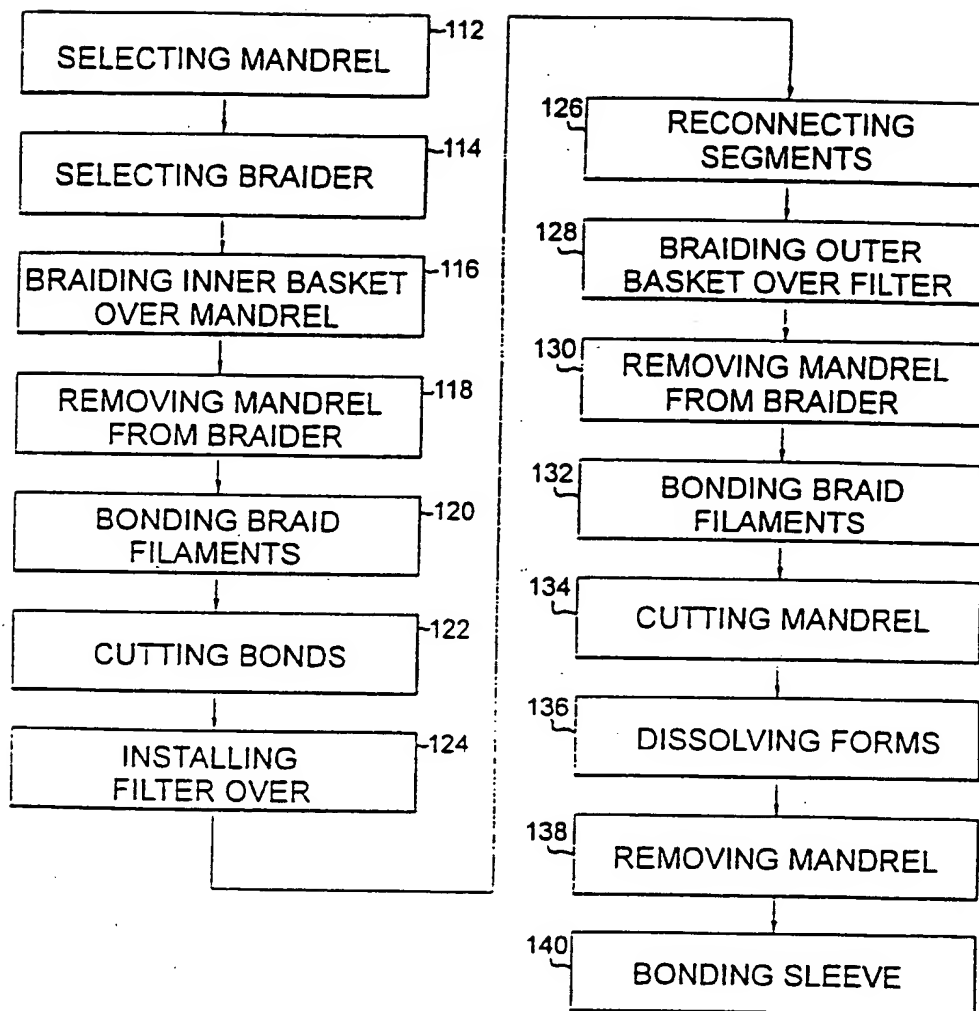 SELECTING MANDREL
112
SELECTING BRAIDER
114
BRAIDING INNER BASKET
OVER MANDREL
116
REMOVING MANDREL
FROM BRAIDER
118
BONDING BRAID
FILAMENTS
120
CUTTING BONDS
122
INSTALLING
FILTER OVER
124
126
RECONNECTING
SEGMENTS
128
BRAIDING OUTER
BASKET OVER FILTER
130
REMOVING MANDREL
FROM BRAIDER
132
BONDING BRAID
FILAMENTS
134
CUTTING MANDREL
136
DISSOLVING FORMS
138
REMOVING MANDREL
140
BONDING SLEEVE